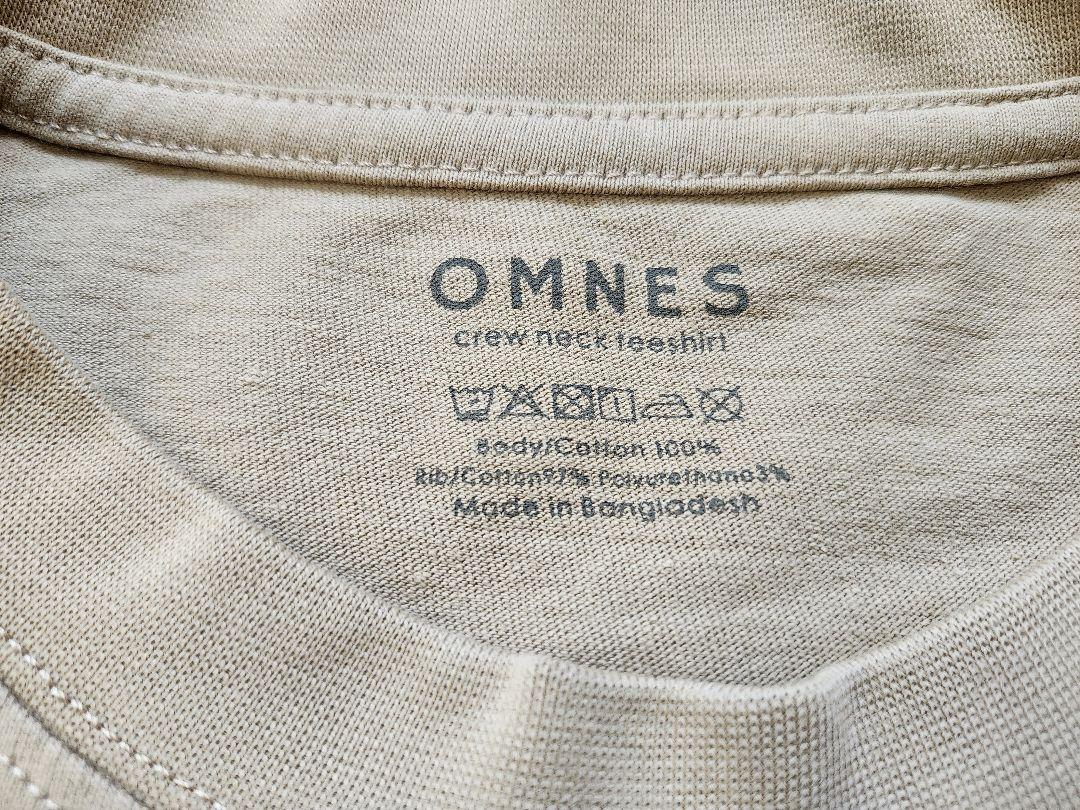 OMNES
crew neck teeshirt
Body/Cotton 100%
Rib/Cotton97% Polyurethane3%
Made in Bangladesh